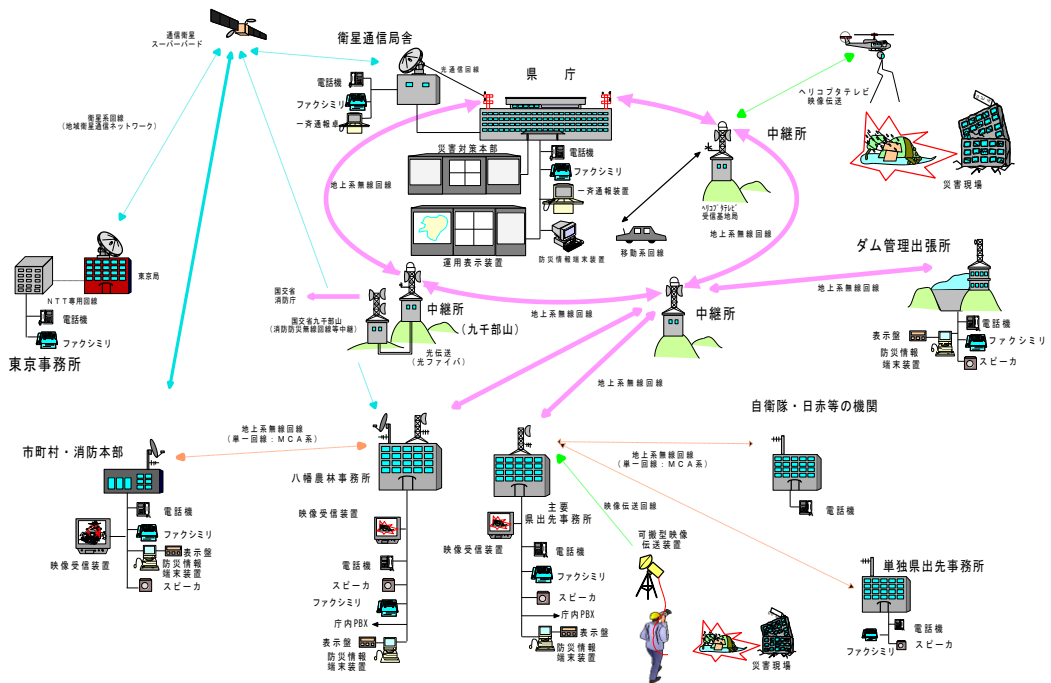 通信衛星
スーパーバード
衛星通信局舎
光通信回線
県　庁
電話機
ファクシミリ
一斉通報卓
ヘリコプタテレビ
映像伝送
衛星系回線
(地域衛星通信ネットワーク)
災害対策本部
電話機
ファクシミリ
一斉通報装置
地上系無線回線
中継所
災害現場
ﾍﾘｺﾌﾟﾀﾃﾚﾋﾞ
受信基地局
地上系無線回線
運用表示装置
防災情報端末装置
移動系回線
ダム管理出張所
東京局
NTT専用回線
電話機
ファクシミリ
東京事務所
国交省
消防庁
国交省九千部山
(消防防災無線回線等中継)
中継所
(九千部山)
光伝送
(光ファイバ)
地上系無線回線
中継所
地上系無線回線
電話機
ファクシミリ
表示盤
防災情報
端末装置
スピーカ
地上系無線回線
自衛隊・日赤等の機関
市町村・消防本部
地上系無線回線
(単一回線：MCA系)
八幡農林事務所
地上系無線回線
(単一回線：MCA系)
電話機
ファクシミリ
映像受信装置
表示盤
防災情報
端末装置
スピーカ
映像受信装置
電話機
スピーカ
ファクシミリ
庁内PBX
表示盤
防災情報
端末装置
主要
県出先事務所
映像受信装置
電話機
ファクシミリ
スピーカ
庁内PBX
表示盤
防災情報
端末装置
映像伝送回線
可搬型映像
伝送装置
災害現場
電話機
単独県出先事務所
電話機
ファクシミリ
スピーカ